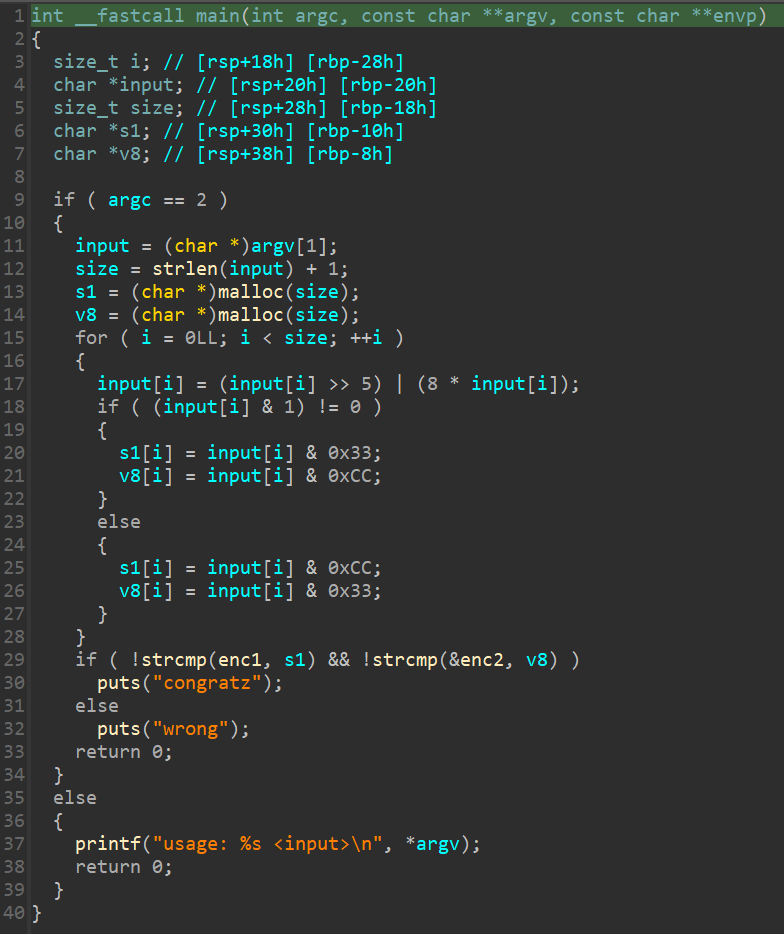 1 int __fastcall main(int argc, const char **argv, const char **envp)
2 {
3   size_t i; // [rsp+18h] [rbp-28h]
4   char *input; // [rsp+20h] [rbp-20h]
5   size_t size; // [rsp+28h] [rbp-18h]
6   char *s1; // [rsp+30h] [rbp-10h]
7   char *v8; // [rsp+38h] [rbp-8h]
8
9   if ( argc == 2 )
10   {
11     input = (char *)argv[1];
12     size = strlen(input) + 1;
13     s1 = (char *)malloc(size);
14     v8 = (char *)malloc(size);
15     for ( i = 0LL; i < size; ++i )
16     {
17       input[i] = (input[i] >> 5) | (8 * input[i]);
18       if ( (input[i] & 1) != 0 )
19       {
20         s1[i] = input[i] & 0x33;
21         v8[i] = input[i] & 0xCC;
22       }
23       else
24       {
25         s1[i] = input[i] & 0xCC;
26         v8[i] = input[i] & 0x33;
27       }
28     }
29     if ( !strcmp(enc1, s1) && !strcmp(&enc2, v8) )
30       puts("congratz");
31     else
32       puts("wrong");
33     return 0;
34   }
35   else
36   {
37     printf("usage: %s <input>\n", *argv);
38     return 0;
39   }
40 }